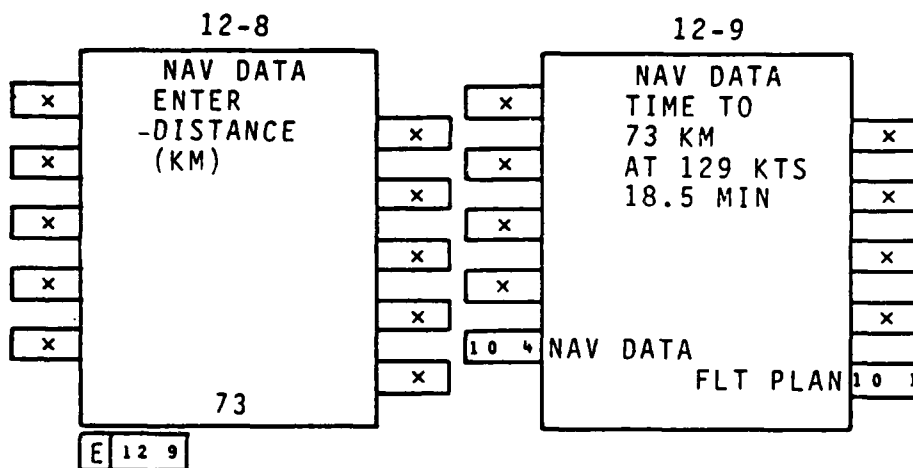 12-8
NAV DATA
ENTER
-DISTANCE
(KM)
x
x
x
x
x
x
x
x
x
x
73
E 12 9
12-9
NAV DATA
TIME TO
73 KM
AT 129 KTS
18.5 MIN
x
x
x
x
x
x
x
x
10 4 NAV DATA
FLT PLAN 10